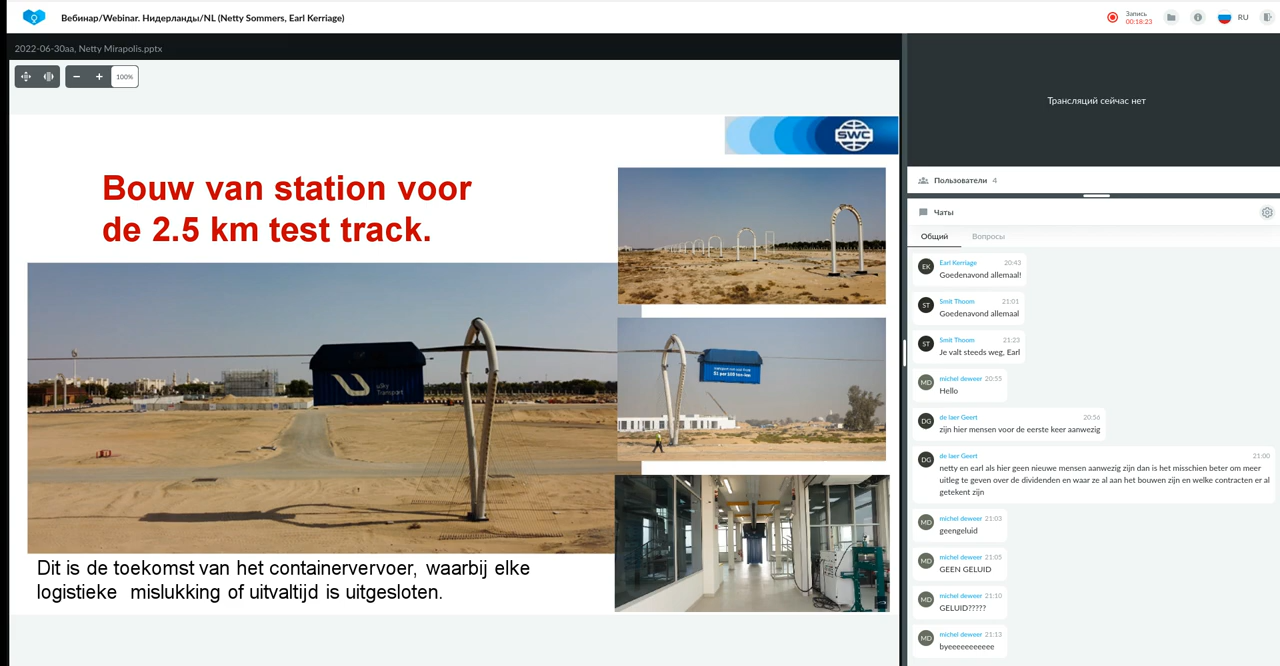 Вебинар/Webinar. Нидерланды/NL (Netty Sommers, Earl Kerriage)
Запись
00:18:23
RU
2022-06-30aa, Netty Mirapolis.pptx
100%
SWC
Bouw van station voor
de 2.5 km test track.
uSky
Transport
Dit is de toekomst van het containervervoer, waarbij elke
logistieke mislukking of uitvaltijd is uitgesloten.
Трансляций сейчас нет
Пользователи 4
Чаты
Общий
Вопросы
EK
Earl Kerriage 20:43
Goedenavond allemaal!
ST
Smit Thoom 21:01
Goedenavond allemaal
ST
Smit Thoom 21:23
Je valt steeds weg, Earl
MD
michel deweer 20:55
Hello
DG
de laer Geert 20:56
zijn hier mensen voor de eerste keer aanwezig
DG
de laer Geert 21:00
netty en earl als hier geen nieuwe mensen aanwezig zijn dan is het misschien beter om meer
uitleg te geven over de dividenden en waar ze al aan het bouwen zijn en welke contracten er al
getekent zijn
MD
michel deweer 21:03
geengeluid
MD
michel deweer 21:05
GEEN GELUID
MD
michel deweer 21:10
GELUID?????
MD
michel deweer 21:13
byeeeeeeeeeee